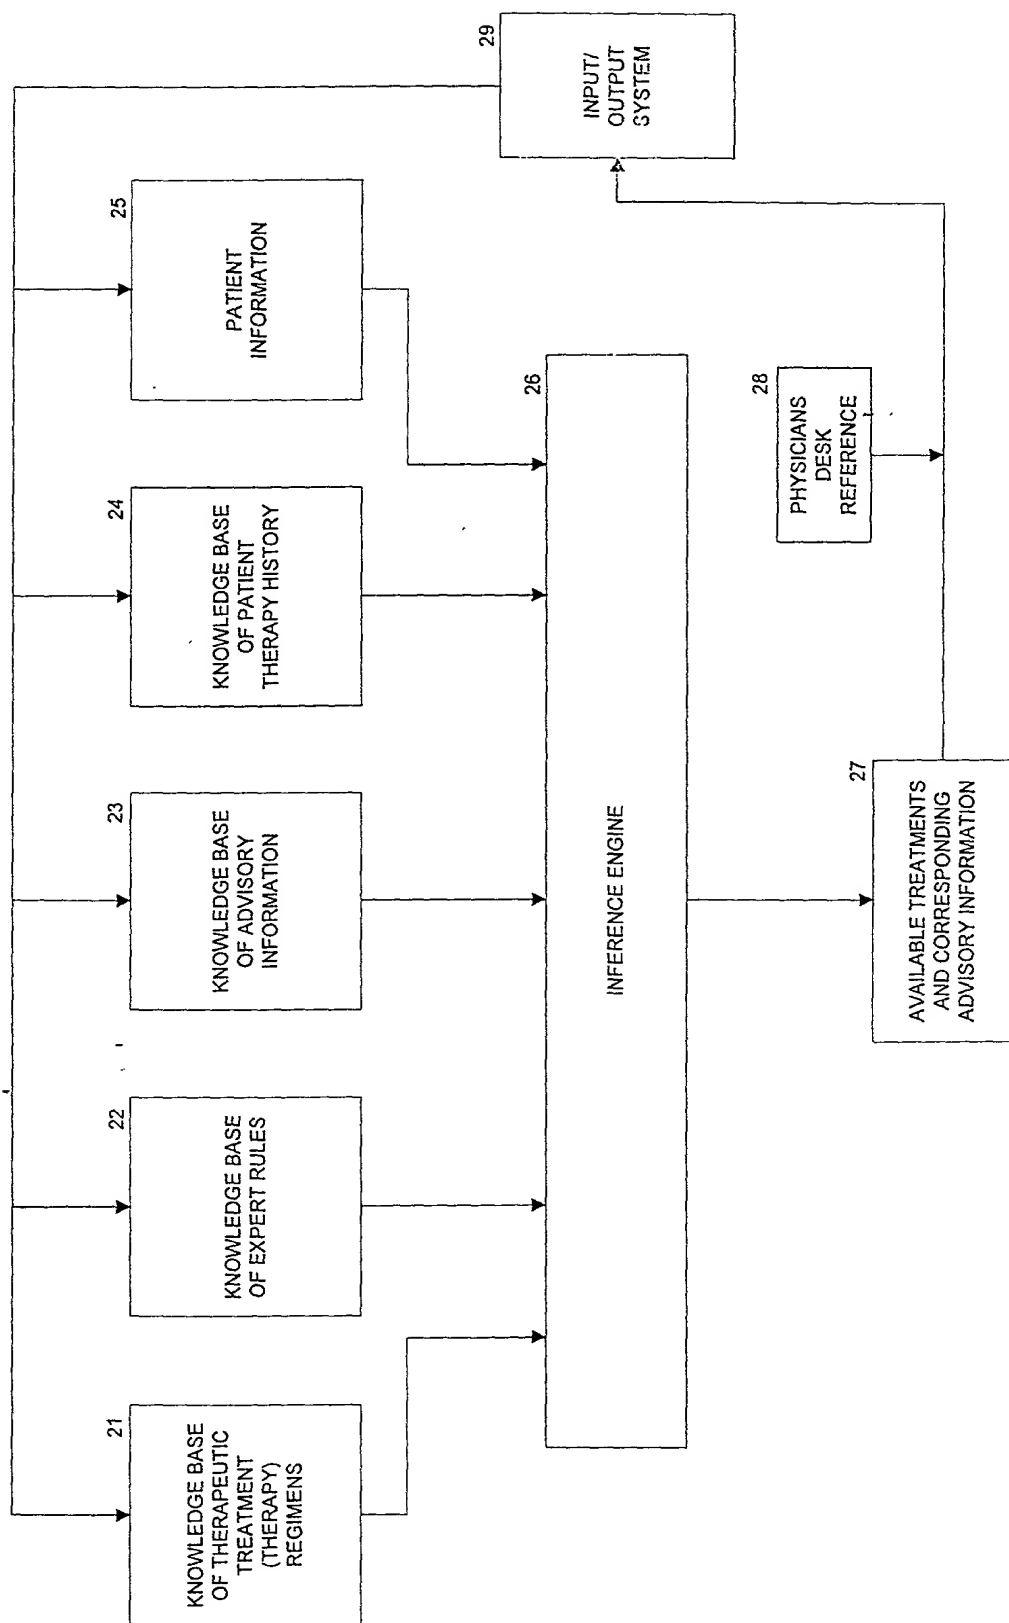 21
KNOWLEDGE BASE
OF THERAPEUTIC
TREATMENT
(THERAPY)
REGIMENS
22
KNOWLEDGE BASE
OF EXPERT RULES
23
KNOWLEDGE BASE
OF ADVISORY
INFORMATION
24
KNOWLEDGE BASE
OF PATIENT
THERAPY HISTORY
25
PATIENT
INFORMATION
29
INPUT/
OUTPUT
SYSTEM
26
INFERENCE ENGINE
28
PHYSICIANS
DESK
REFERENCE
27
AVAILABLE TREATMENTS
AND CORRESPONDING
ADVISORY INFORMATION